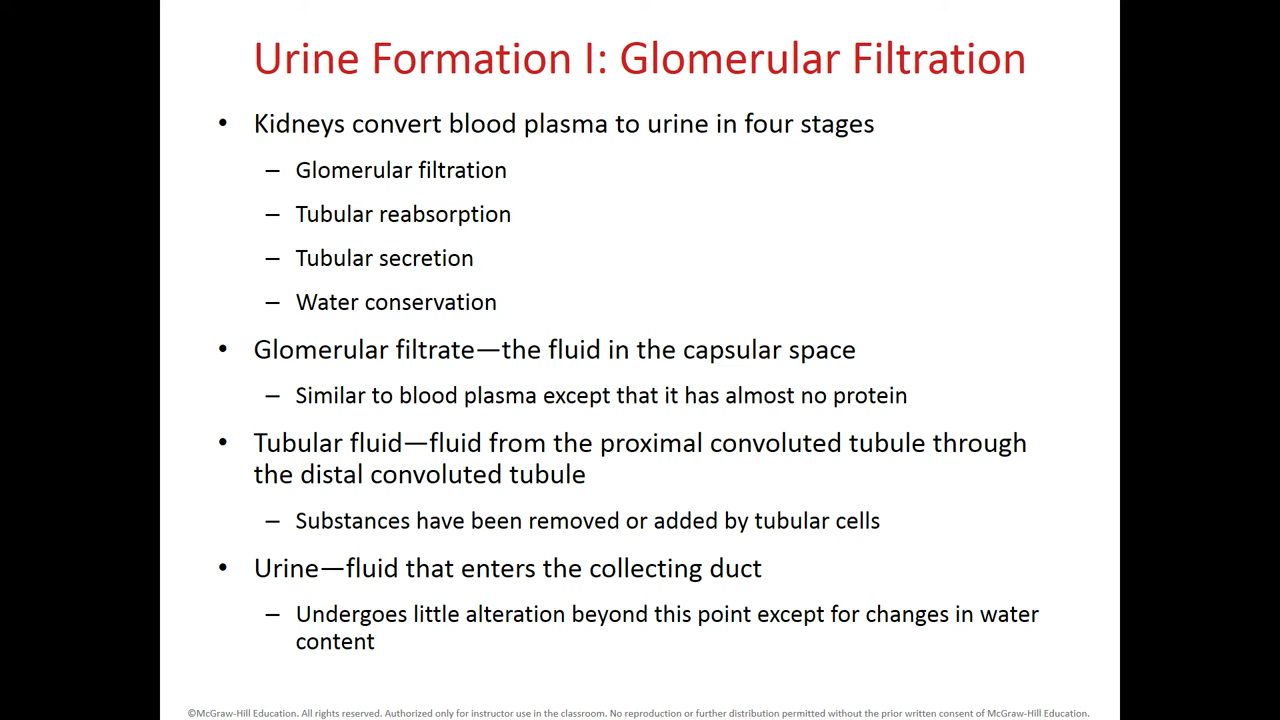 Urine Formation I: Glomerular Filtration
• Kidneys convert blood plasma to urine in four stages
– Glomerular filtration
– Tubular reabsorption
– Tubular secretion
– Water conservation
• Glomerular filtrate—the fluid in the capsular space
– Similar to blood plasma except that it has almost no protein
• Tubular fluid—fluid from the proximal convoluted tubule through
the distal convoluted tubule
– Substances have been removed or added by tubular cells
• Urine—fluid that enters the collecting duct
– Undergoes little alteration beyond this point except for changes in water
content
©McGraw-Hill Education. All rights reserved. Authorized only for instructor use in the classroom. No reproduction or further distribution permitted without the prior written consent of McGraw-Hill Education.